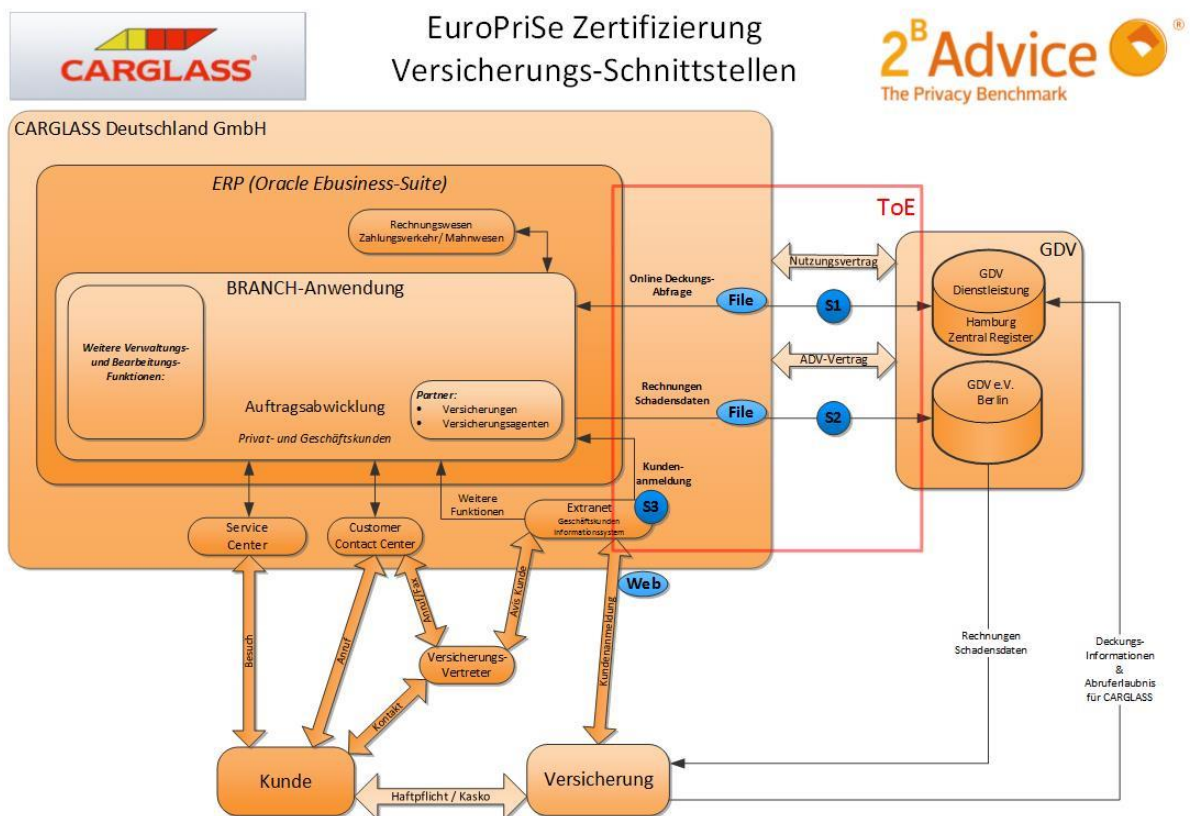 CARGLASS®
EuroPriSe Zertifizierung
Versicherungs-Schnittstellen
2B Advice ®
The Privacy Benchmark
CARGLASS Deutschland GmbH
ERP (Oracle Ebusiness-Suite)
ToE
Rechnungswesen
Zahlungsverkehr/ Mahnwesen
GDV
Nutzungsvertrag
BRANCH-Anwendung
Online Deckungs-
Abfrage
File
S1
GDV
Dienstleistung
Hamburg
Zentral Register
Weitere Verwaltungs-
und Bearbeitungs-
Funktionen:
ADV-Vertrag
Auftragsabwicklung
Privat- und Geschäftskunden
Partner:
• Versicherungen
• Versicherungsagenten
Rechnungen
Schadensdaten
File
S2
GDV e.V.
Berlin
Kunden-
anmeldung
Weitere
Funktionen
Extranet
Geschäftskunden
Informationssystem
S3
Service
Center
Customer
Contact Center
Web
Besuch
Anruf
Anruf/Fax
Avis Kunde
Kundenanmeldung
Versicherungs-
Vertreter
Kontakt
Rechnungen
Schadensdaten
Deckungs-
Informationen
&
Abruferlaubnis
für CARGLASS
Kunde
Haftpflicht / Kasko
Versicherung